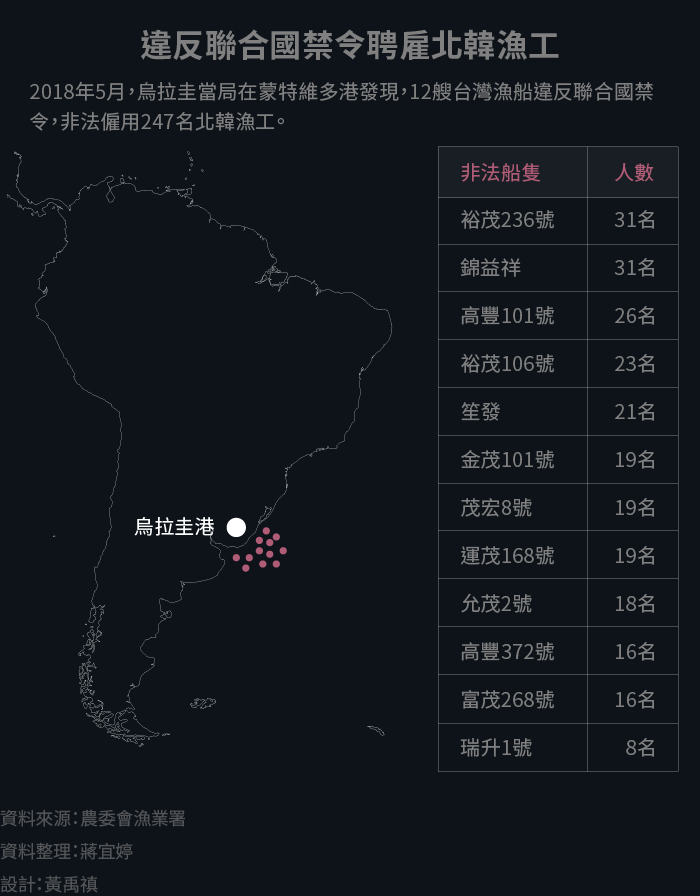 違反聯合國禁令聘雇北韓漁工
2018年5月，烏拉圭當局在蒙特維多港發現，12艘台灣漁船違反聯合國禁
令，非法僱用247名北韓漁工。
非法船隻 人數
裕茂236號 31名
錦益祥 31名
高豐101號 26名
裕茂106號 23名
笙發 21名
金茂101號 19名
茂宏8號 19名
運茂168號 19名
允茂2號 18名
高豐372號 16名
富茂268號 16名
瑞升1號 8名
烏拉圭港
資料來源：農委會漁業署
資料整理：蔣宜婷
設計：黃禹禛